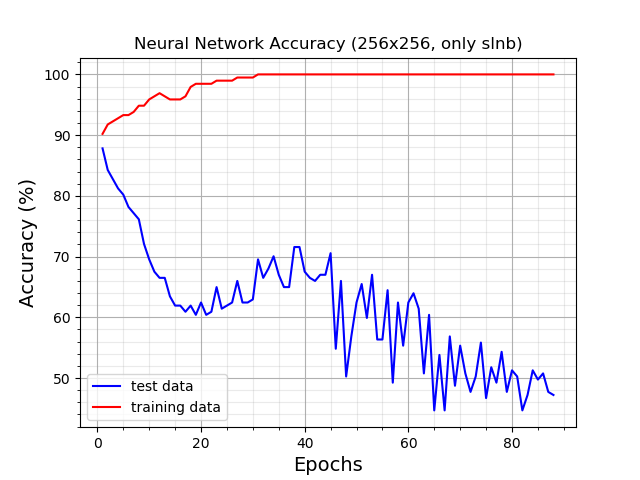 Neural Network Accuracy (256x256, only slnb)
Accuracy (%)
100
90
80
70
60
50
test data
training data
0 20 40 60 80
Epochs